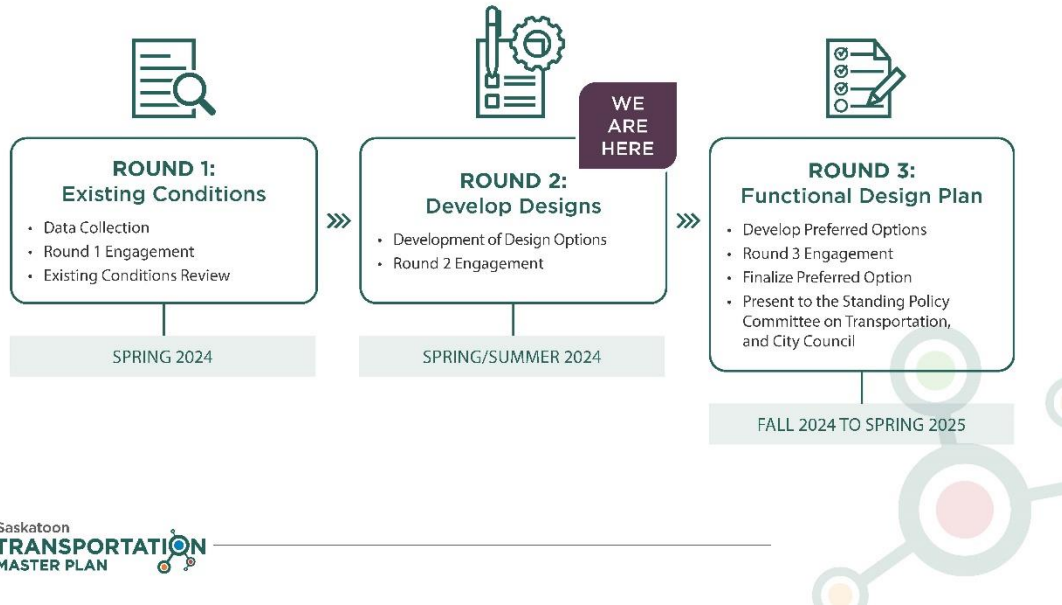 WE
ARE
HERE
ROUND 1:
Existing Conditions
• Data Collection
• Round 1 Engagement
• Existing Conditions Review
SPRING 2024
ROUND 2:
Develop Designs
• Development of Design Options
• Round 2 Engagement
SPRING/SUMMER 2024
ROUND 3:
Functional Design Plan
• Develop Preferred Options
• Round 3 Engagement
• Finalize Preferred Option
• Present to the Standing Policy
Committee on Transportation,
and City Council
FALL 2024 TO SPRING 2025
Saskatoon
TRANSPORTATION
MASTER PLAN